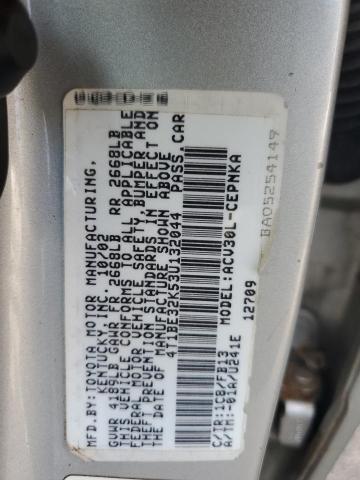 MFD.BY:TOYOTA MOTOR MANUFACTURING,
KENTUCKY,INC. 10/02
GVWR 4189LB GAWR FR 2668LB RR 2668LB
THIS VEHICLE CONFORMS TO ALL APPLICABLE
FEDERAL MOTOR VEHICLE SAFETY,BUMPER,AND
THEFT PREVENTION STANDARDS IN EFFECT ON
THE DATE OF MANUFACTURE SHOWN ABOVE.
4T1BE32K53U132044 PASS.CAR
MODEL:ACV30L-CEPNKA
C/TR:1C8/FB13 12709
A/TM:-01A/U241E
BA05254149